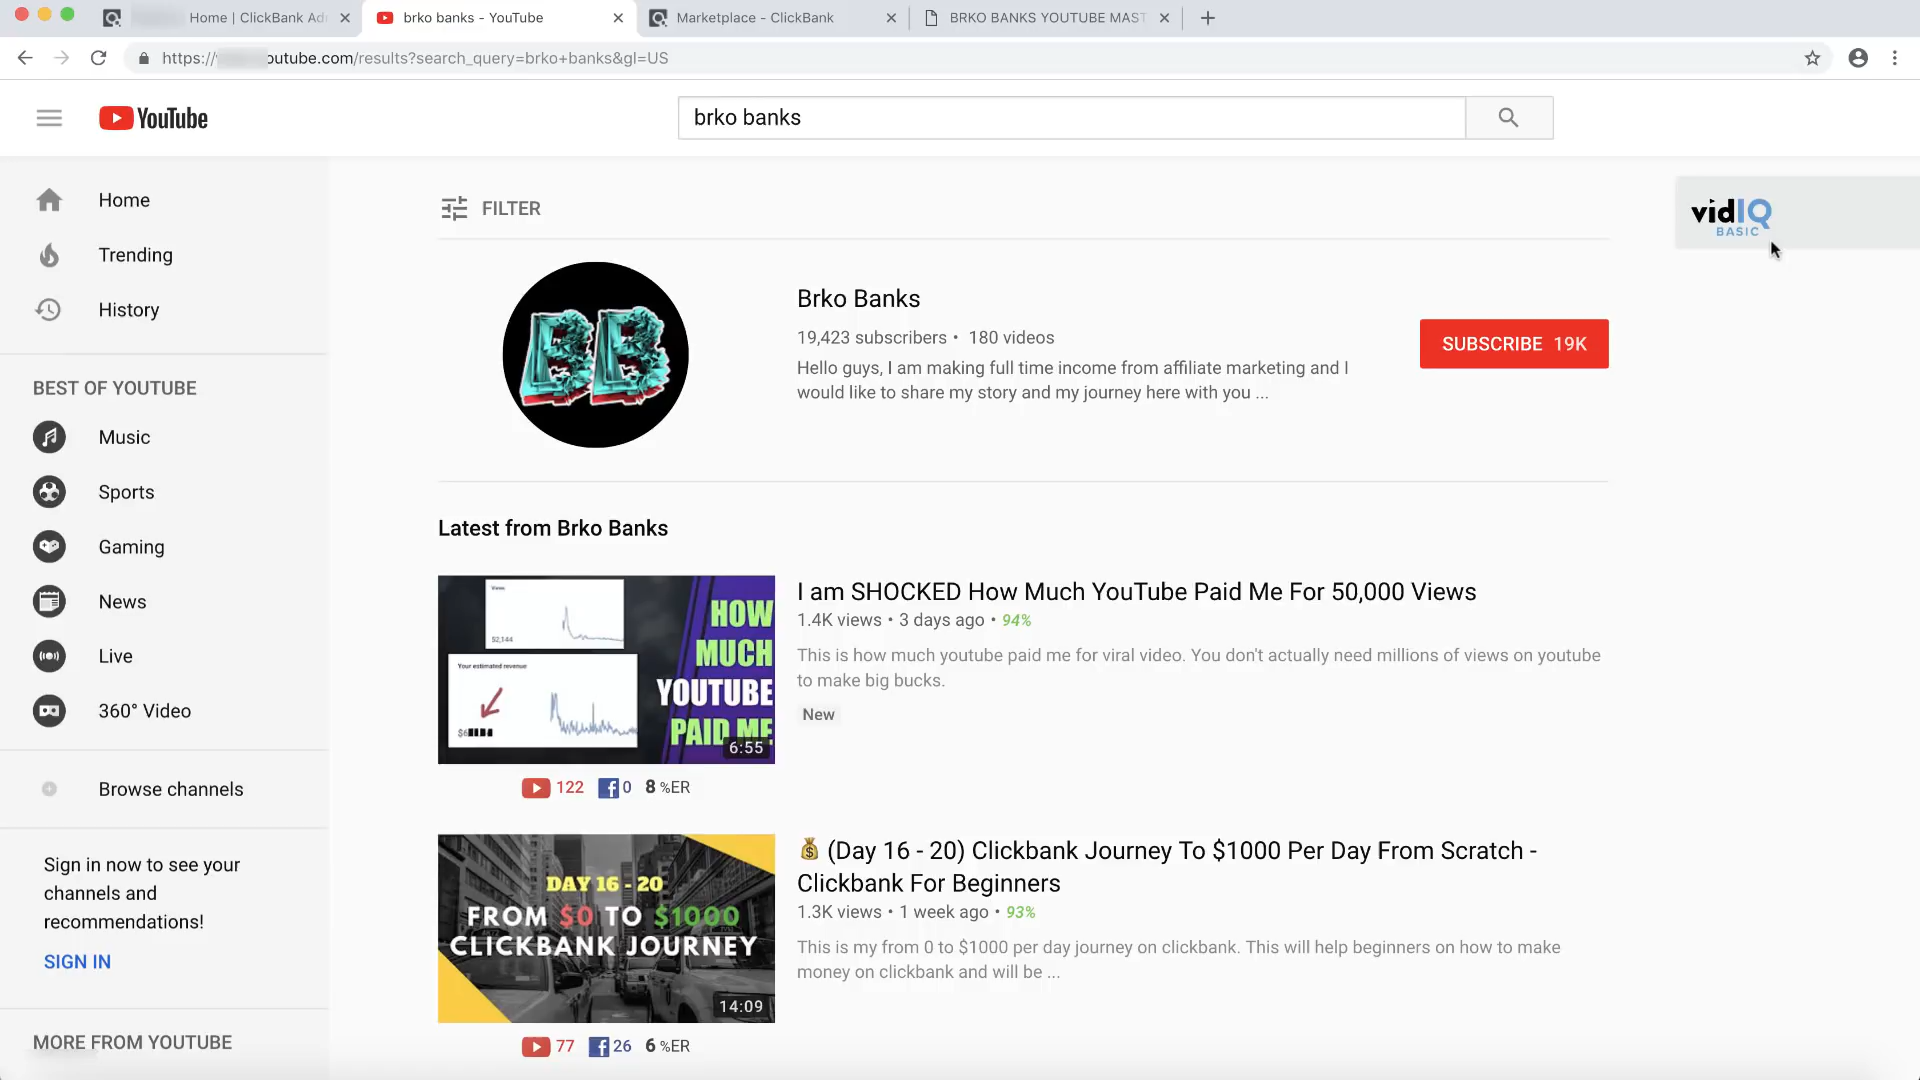 Home | ClickBank Ad
brko banks - YouTube
Marketplace - ClickBank
BRKO BANKS YOUTUBE MAST
https://
outube.com/results?search_query=brko+banks&gl=US
YouTube
brko banks
Home
Trending
History
BEST OF YOUTUBE
Music
Sports
Gaming
News
Live
360° Video
Browse channels
Sign in now to see your
channels and
recommendations!
SIGN IN
MORE FROM YOUTUBE
FILTER
vidIQ
BASIC
BB
Brko Banks
19,423 subscribers • 180 videos
Hello guys, I am making full time income from affiliate marketing and I
would like to share my story and my journey here with you ...
SUBSCRIBE 19K
Latest from Brko Banks
Views
$2,144
Your estimated revenue
HOW
MUCH
YOUTUBE
PAID ME
6:55
I am SHOCKED How Much YouTube Paid Me For 50,000 Views
1.4K views • 3 days ago • 94%
This is how much youtube paid me for viral video. You don't actually need millions of views on youtube
to make big bucks.
New
122 f 0 8 %ER
DAY 16 - 20
FROM $0 TO $1000
CLICKBANK JOURNEY
14:09
💰 (Day 16 - 20) Clickbank Journey To $1000 Per Day From Scratch -
Clickbank For Beginners
1.3K views • 1 week ago • 93%
This is my from 0 to $1000 per day journey on clickbank. This will help beginners on how to make
money on clickbank and will be ...
77 f 26 6 %ER